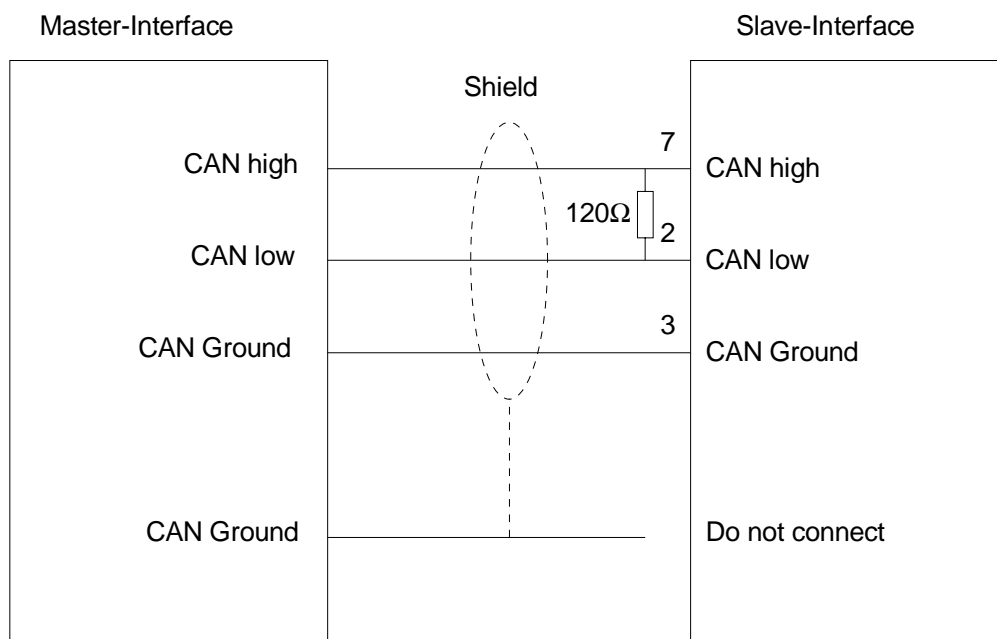 Master-Interface
Slave-Interface
Shield
7
CAN high
CAN high
120Ω
2
CAN low
CAN low
3
CAN Ground
CAN Ground
CAN Ground
Do not connect